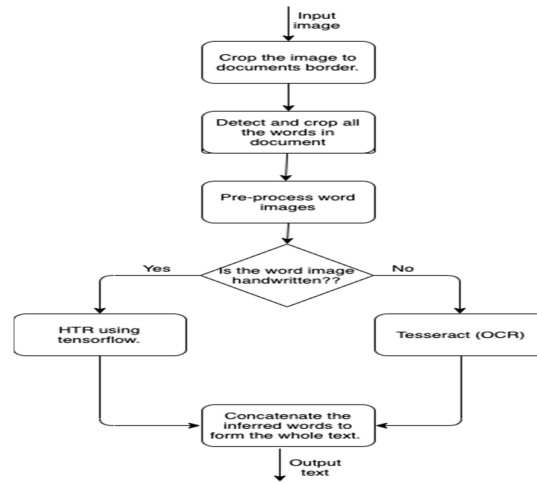 Input
image
Crop the image to
documents border.
Detect and crop all
the words in
document
Pre-process word
images
Is the word image
handwritten??
Yes
No
HTR using
tensorflow.
Tesseract (OCR)
Concatenate the
inferred words to
form the whole text.
Output
text